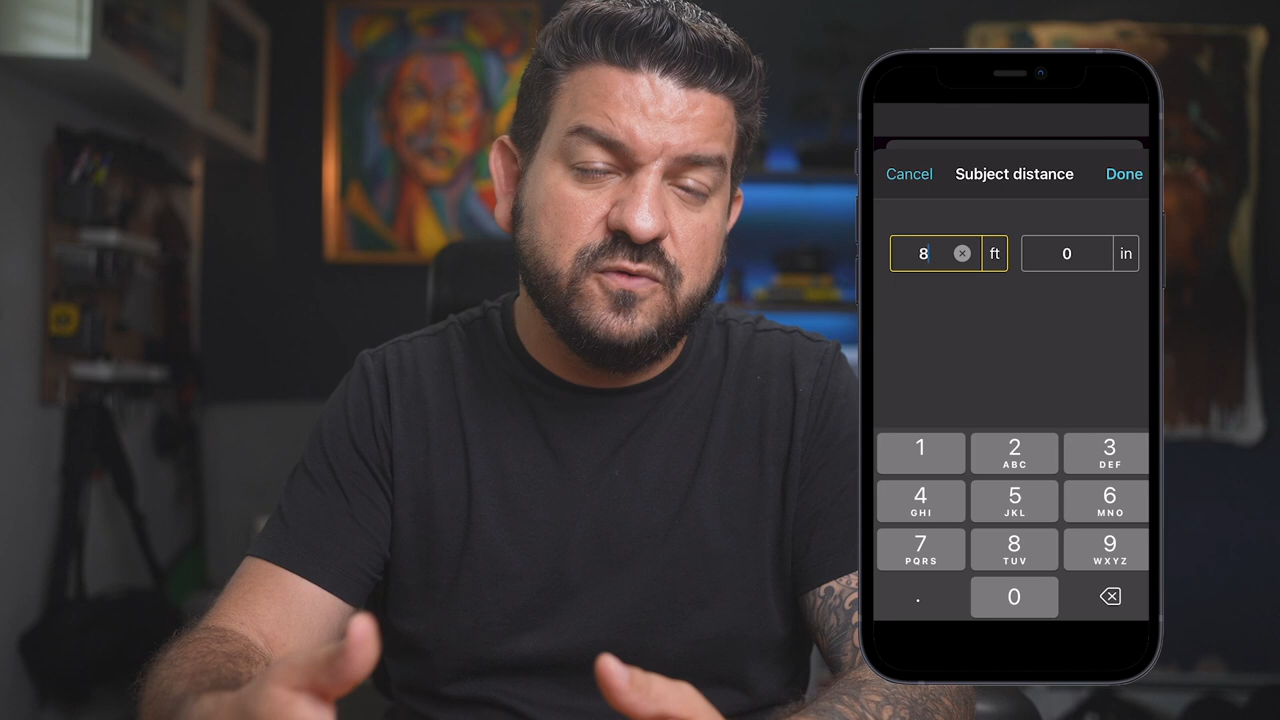 Cancel Subject distance Done
8 ft 0 in
1 2 3
ABC DEF
4 5 6
GHI JKL MNO
7 8 9
PQRS TUV WXYZ
. 0